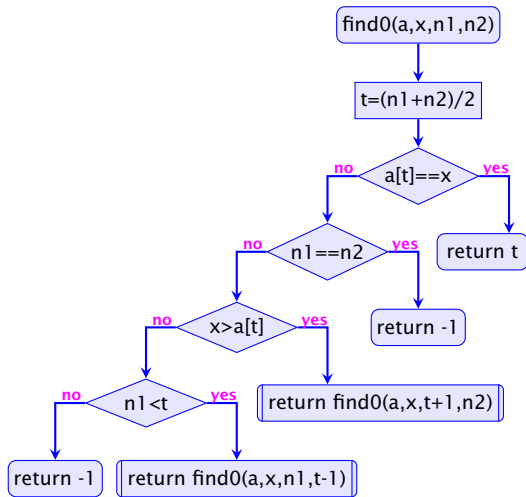 find0(a,x,n1,n2)
t=(n1+n2)/2
a[t]==x
no
yes
return t
n1==n2
no
yes
return -1
x>a[t]
no
yes
return find0(a,x,t+1,n2)
n1<t
no
yes
return -1
return find0(a,x,n1,t-1)